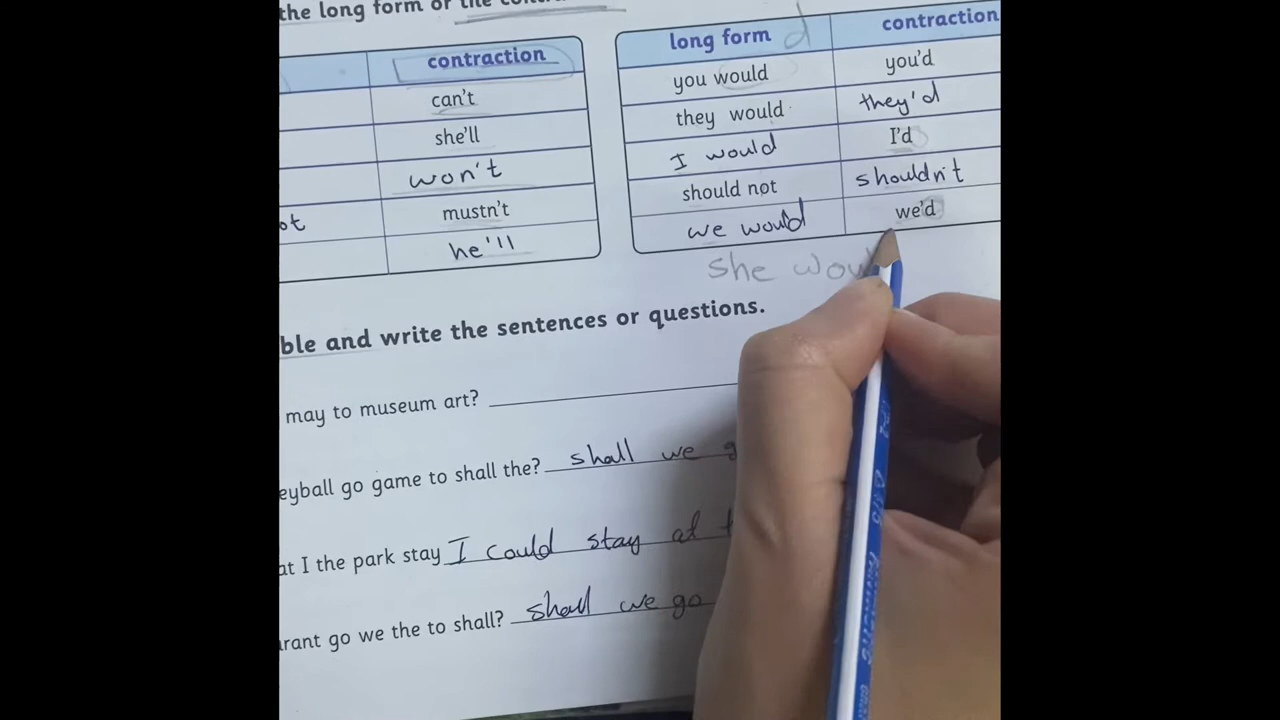 the long form or the
contraction
can't
she'll
won't
ot mustn't
he'll
long form d contraction
you would you'd
they would they'd
I would I'd
should not shouldn't
we would we'd
she wou
ble and write the sentences or questions.
may to museum art?
eyball go game to shall the? shall we g
at I the park stay I could stay at t
urant go we the to shall? shall we go